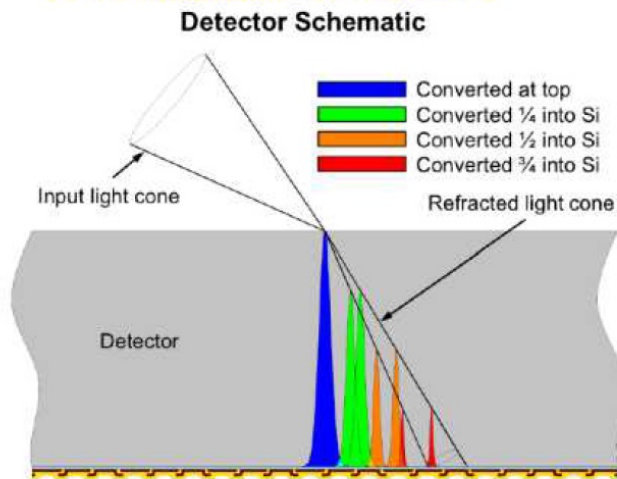 Detector Schematic
Converted at top
Converted ¼ into Si
Converted ½ into Si
Converted ¾ into Si
Input light cone
Refracted light cone
Detector